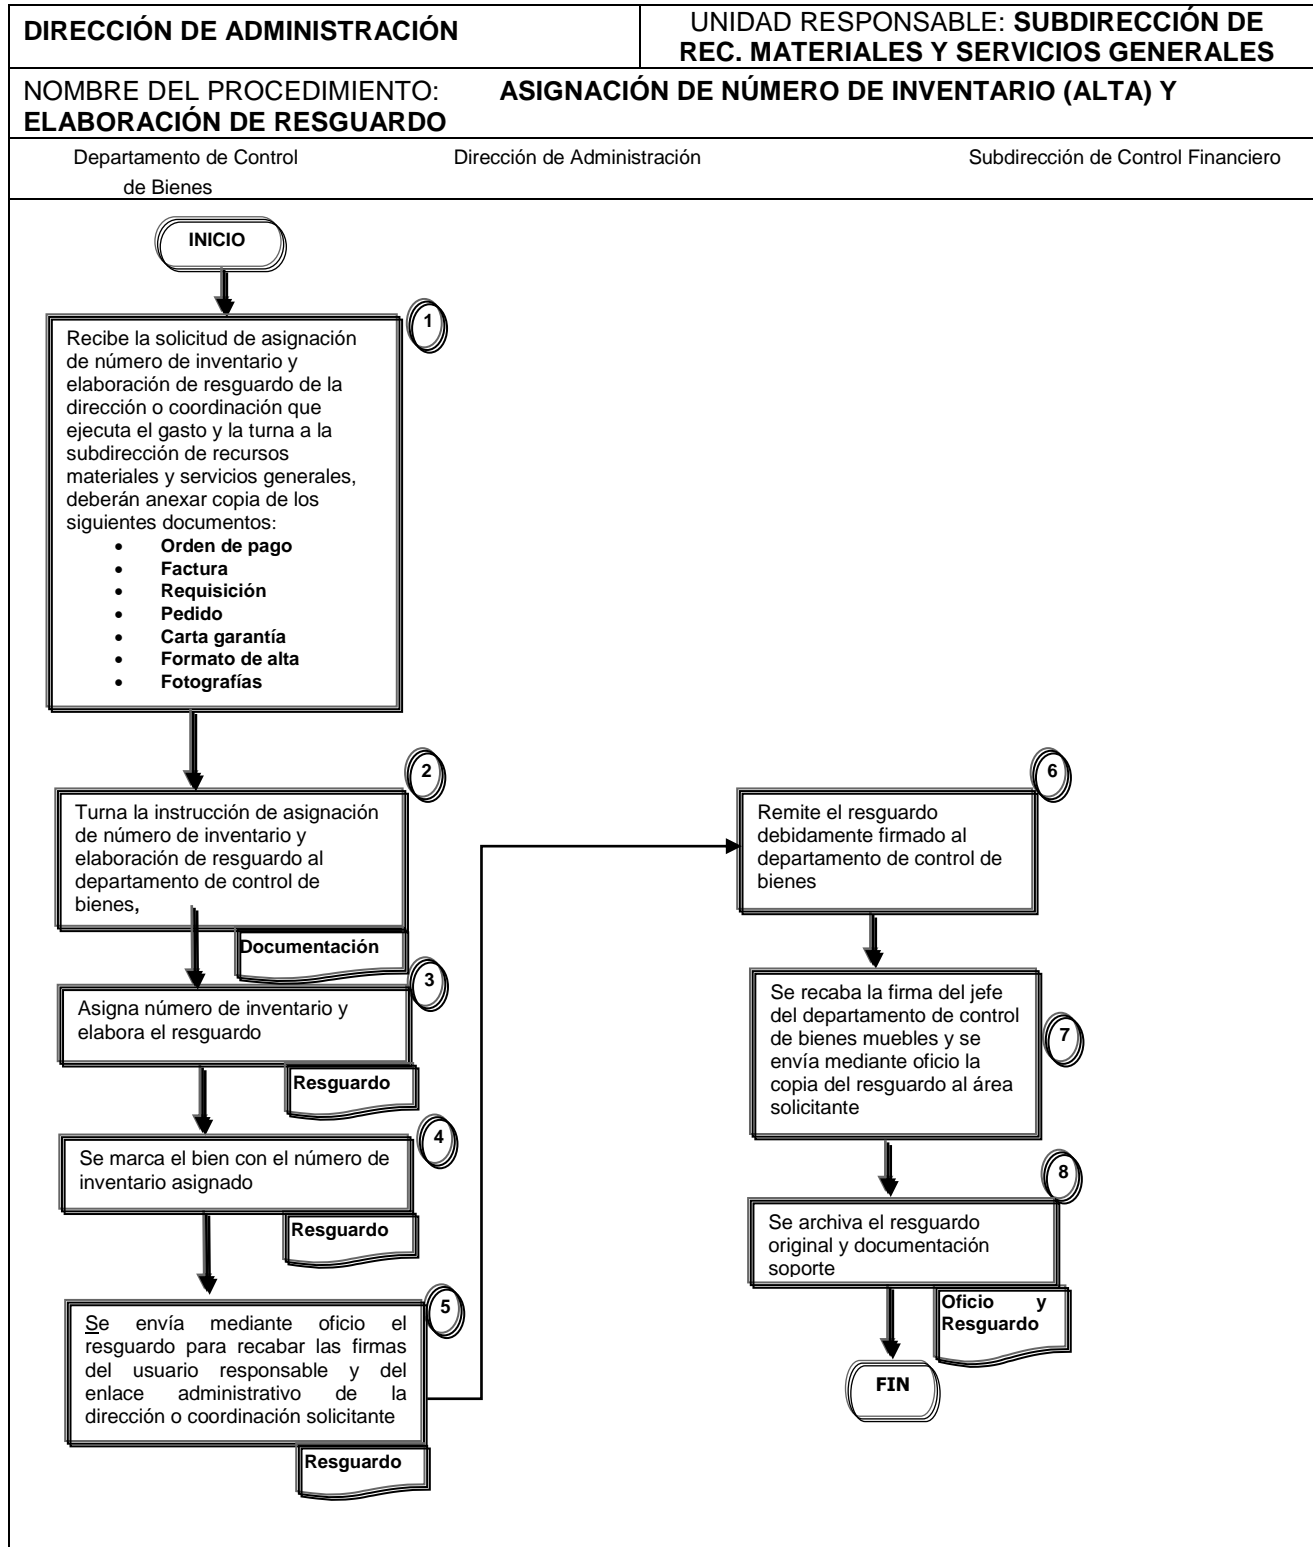 DIRECCIÓN DE ADMINISTRACIÓN
UNIDAD RESPONSABLE: SUBDIRECCIÓN DE
REC. MATERIALES Y SERVICIOS GENERALES
NOMBRE DEL PROCEDIMIENTO: ASIGNACIÓN DE NÚMERO DE INVENTARIO (ALTA) Y
ELABORACIÓN DE RESGUARDO
Departamento de Control
de Bienes
Dirección de Administración
Subdirección de Control Financiero
INICIO
1
Recibe la solicitud de asignación
de número de inventario y
elaboración de resguardo de la
dirección o coordinación que
ejecuta el gasto y la turna a la
subdirección de recursos
materiales y servicios generales,
deberán anexar copia de los
siguientes documentos:
• Orden de pago
• Factura
• Requisición
• Pedido
• Carta garantía
• Formato de alta
• Fotografías
2
Turna la instrucción de asignación
de número de inventario y
elaboración de resguardo al
departamento de control de
bienes,
Documentación
3
Asigna número de inventario y
elabora el resguardo
Resguardo
4
Se marca el bien con el número de
inventario asignado
Resguardo
5
Se envía mediante oficio el
resguardo para recabar las firmas
del usuario responsable y del
enlace administrativo de la
dirección o coordinación solicitante
Resguardo
6
Remite el resguardo
debidamente firmado al
departamento de control de
bienes
7
Se recaba la firma del jefe
del departamento de control
de bienes muebles y se
envía mediante oficio la
copia del resguardo al área
solicitante
8
Se archiva el resguardo
original y documentación
soporte
Oficio y
Resguardo
FIN